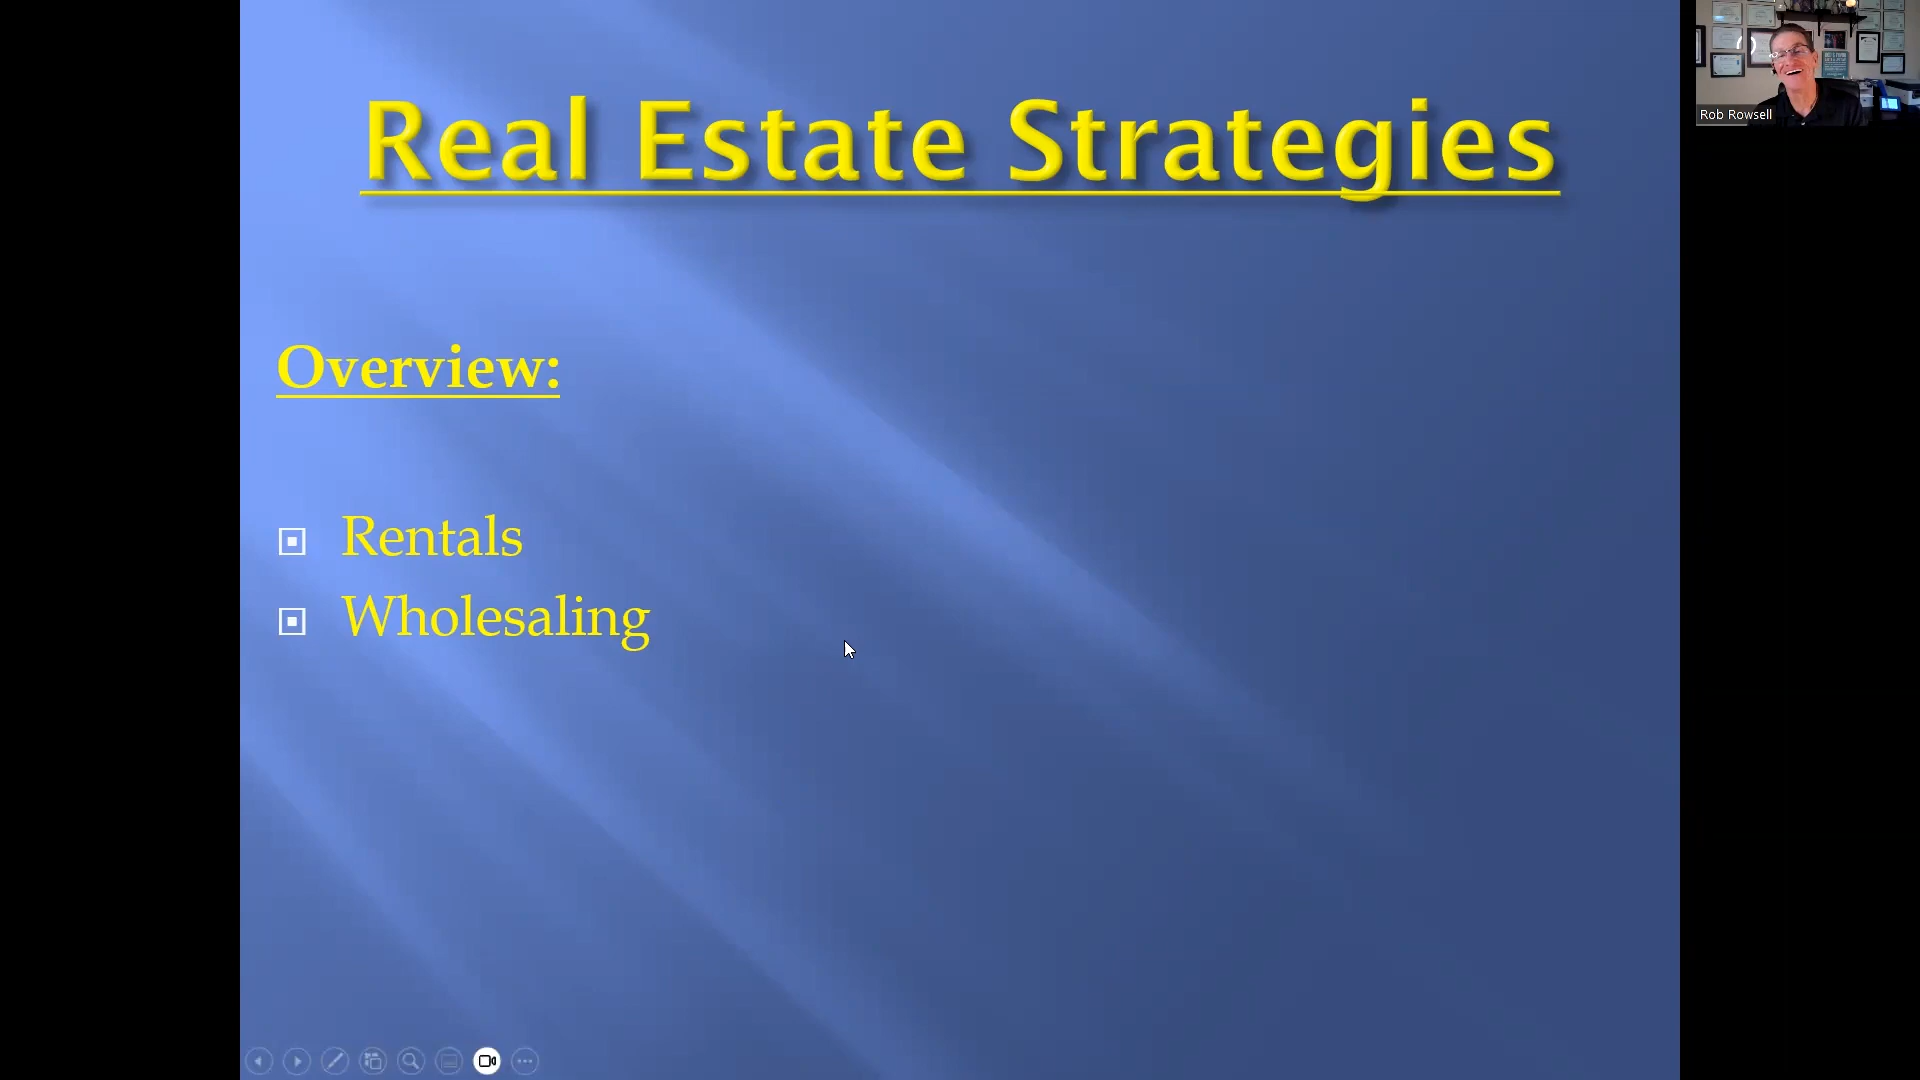 Real Estate Strategies
Rob Rowsell
Overview:
Rentals
Wholesaling